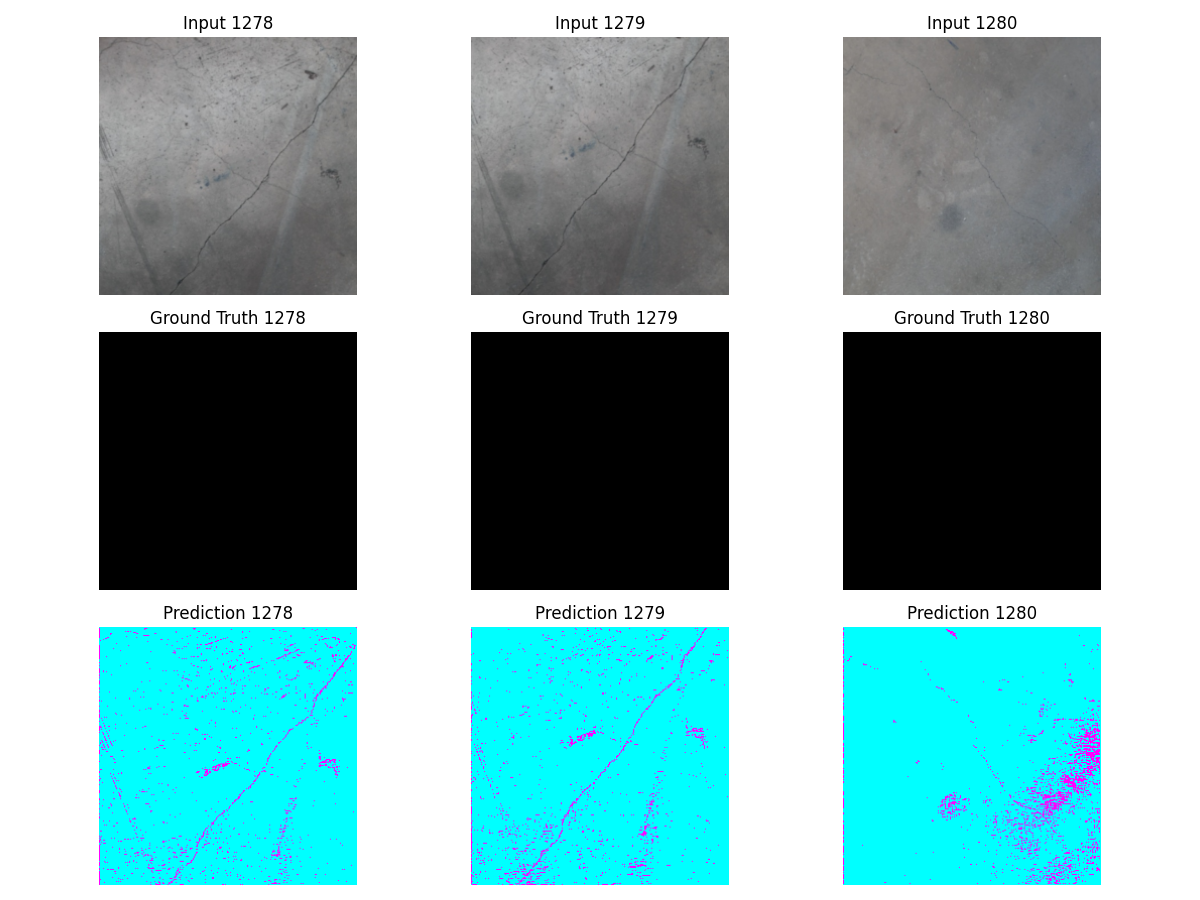 Input 1278
Input 1279
Input 1280
Ground Truth 1278
Ground Truth 1279
Ground Truth 1280
Prediction 1278
Prediction 1279
Prediction 1280